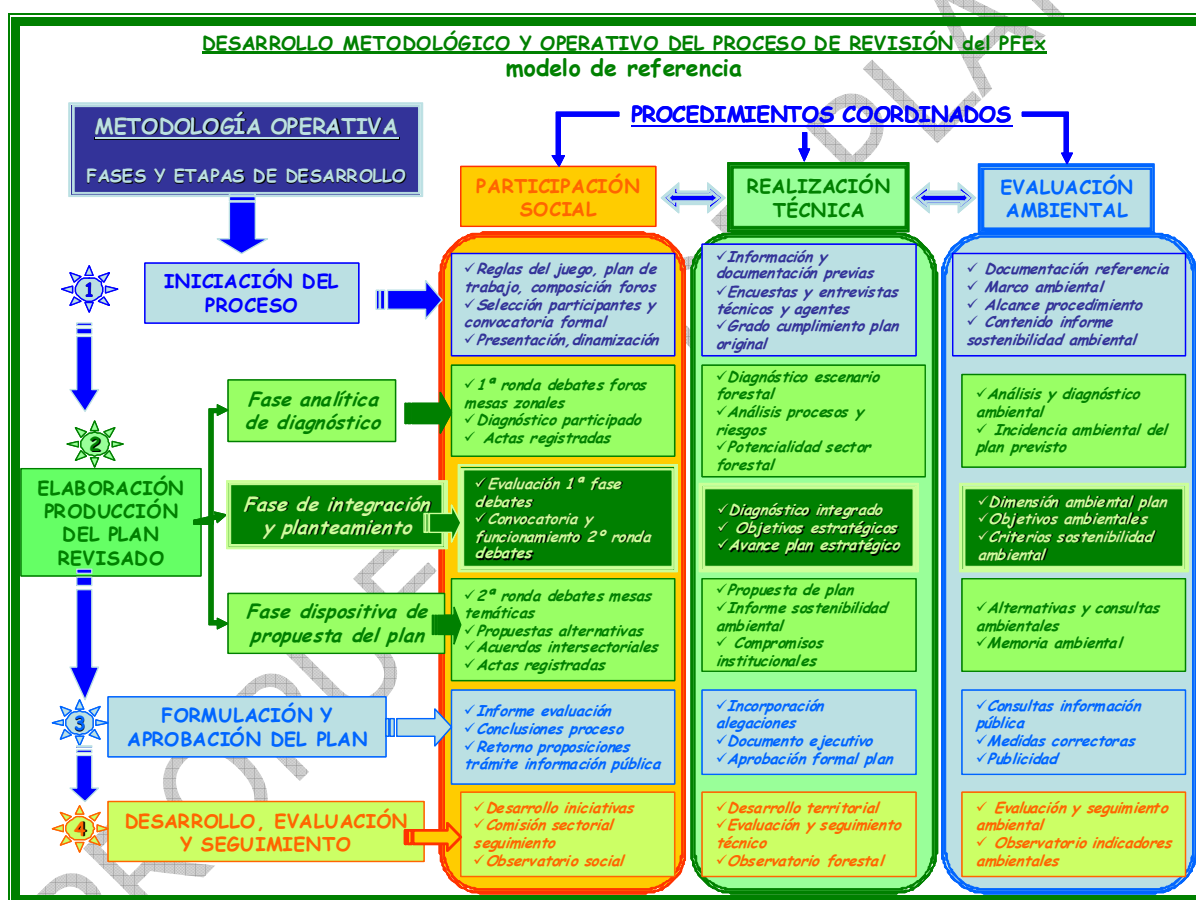 DESARROLLO METODOLÓGICO Y OPERATIVO DEL PROCESO DE REVISIÓN del PFEx
modelo de referencia
METODOLOGÍA OPERATIVA
FASES Y ETAPAS DE DESARROLLO
PROCEDIMIENTOS COORDINADOS
PARTICIPACIÓN
SOCIAL
REALIZACIÓN
TÉCNICA
EVALUACIÓN
AMBIENTAL
1
INICIACIÓN DEL
PROCESO
✓ Reglas del juego, plan de
trabajo, composición foros
✓ Selección participantes y
convocatoria formal
✓ Presentación, dinamización
✓ Información y
documentación previas
✓ Encuestas y entrevistas
técnicos y agentes
✓ Grado cumplimiento plan
original
✓ Documentación referencia
✓ Marco ambiental
✓ Alcance procedimiento
✓ Contenido informe
sostenibilidad ambiental
2
ELABORACIÓN
PRODUCCIÓN
DEL PLAN
REVISADO
Fase analítica
de diagnóstico
✓ 1ª ronda debates foros
mesas zonales
✓ Diagnóstico participado
✓ Actas registradas
✓ Diagnóstico escenario
forestal
✓ Análisis procesos y
riesgos
✓ Potencialidad sector
forestal
✓ Análisis y diagnóstico
ambiental
✓ Incidencia ambiental del
plan previsto
Fase de integración
y planteamiento
✓ Evaluación 1ª fase
debates
✓ Convocatoria y
funcionamiento 2º ronda
debates
✓ Diagnóstico integrado
✓ Objetivos estratégicos
✓ Avance plan estratégico
✓ Dimensión ambiental plan
✓ Objetivos ambientales
✓ Criterios sostenibilidad
ambiental
Fase dispositiva de
propuesta del plan
✓ 2ª ronda debates mesas
temáticas
✓ Propuestas alternativas
✓ Acuerdos intersectoriales
✓ Actas registradas
✓ Propuesta de plan
✓ Informe sostenibilidad
ambiental
✓ Compromisos
institucionales
✓ Alternativas y consultas
ambientales
✓ Memoria ambiental
3
FORMULACIÓN Y
APROBACIÓN DEL PLAN
✓ Informe evaluación
✓ Conclusiones proceso
✓ Retorno proposiciones
trámite información pública
✓ Incorporación
alegaciones
✓ Documento ejecutivo
✓ Aprobación formal plan
✓ Consultas información
pública
✓ Medidas correctoras
✓ Publicidad
4
DESARROLLO, EVALUACIÓN
Y SEGUIMIENTO
✓ Desarrollo iniciativas
✓ Comisión sectorial
seguimiento
✓ Observatorio social
✓ Desarrollo territorial
✓ Evaluación y seguimiento
técnico
✓ Observatorio forestal
✓ Evaluación y seguimiento
ambiental
✓ Observatorio indicadores
ambientales